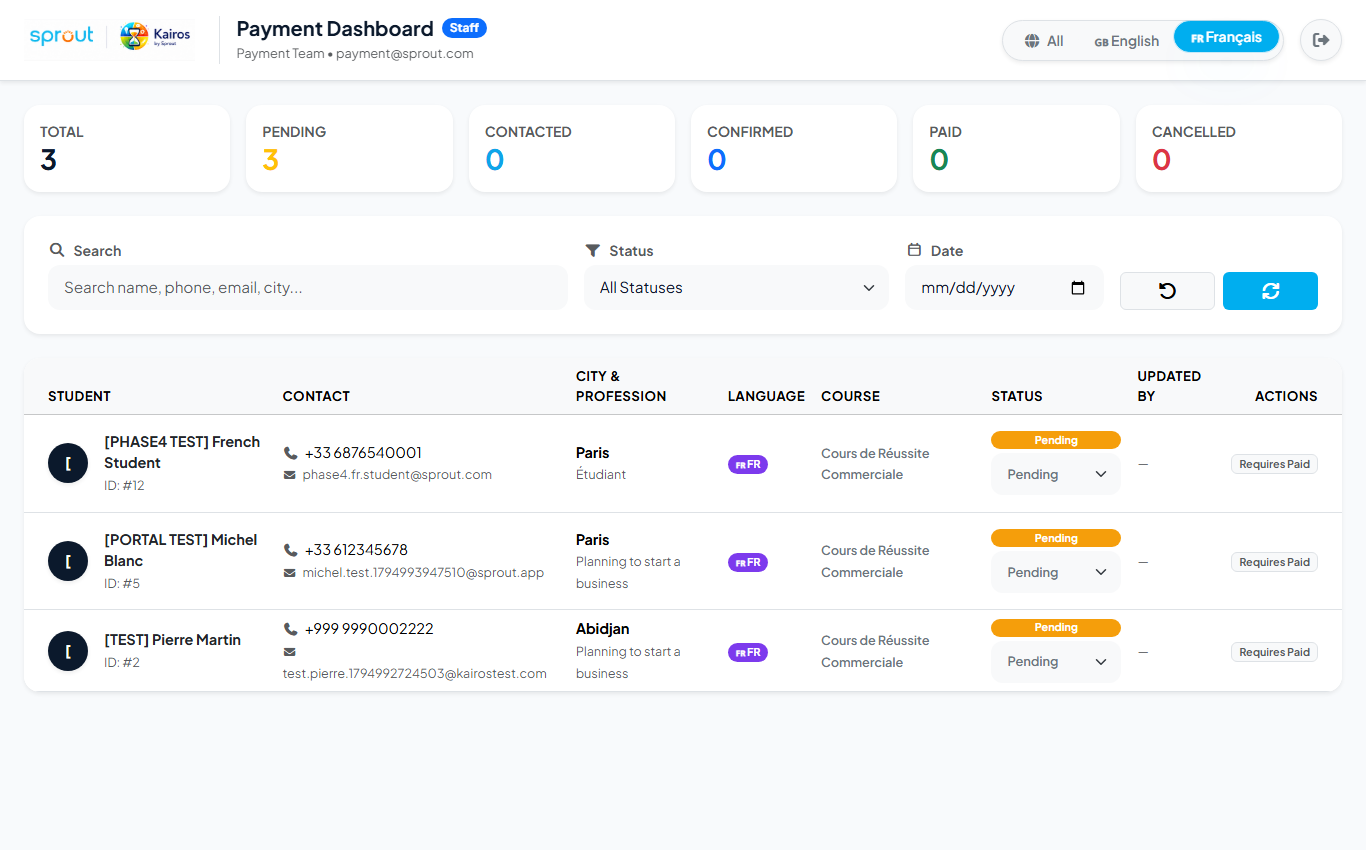 sprout
Kairos
by Sprout
Payment Dashboard Staff
Payment Team • payment@sprout.com
All
GB English
FR Français
TOTAL
3
PENDING
3
CONTACTED
0
CONFIRMED
0
PAID
0
CANCELLED
0
Search
Search name, phone, email, city...
Status
All Statuses
Date
mm/dd/yyyy
STUDENT
CONTACT
CITY &
PROFESSION
LANGUAGE
COURSE
STATUS
UPDATED
BY
ACTIONS
[
[PHASE4 TEST] French
Student
ID: #12
+33 6876540001
phase4.fr.student@sprout.com
Paris
Étudiant
FR FR
Cours de Réussite
Commerciale
Pending
Pending
—
Requires Paid
[
[PORTAL TEST] Michel
Blanc
ID: #5
+33 612345678
michel.test.1794993947510@sprout.app
Paris
Planning to start a
business
FR FR
Cours de Réussite
Commerciale
Pending
Pending
—
Requires Paid
[
[TEST] Pierre Martin
ID: #2
+999 9990002222
test.pierre.1794992724503@kairostest.com
Abidjan
Planning to start a
business
FR FR
Cours de Réussite
Commerciale
Pending
Pending
—
Requires Paid